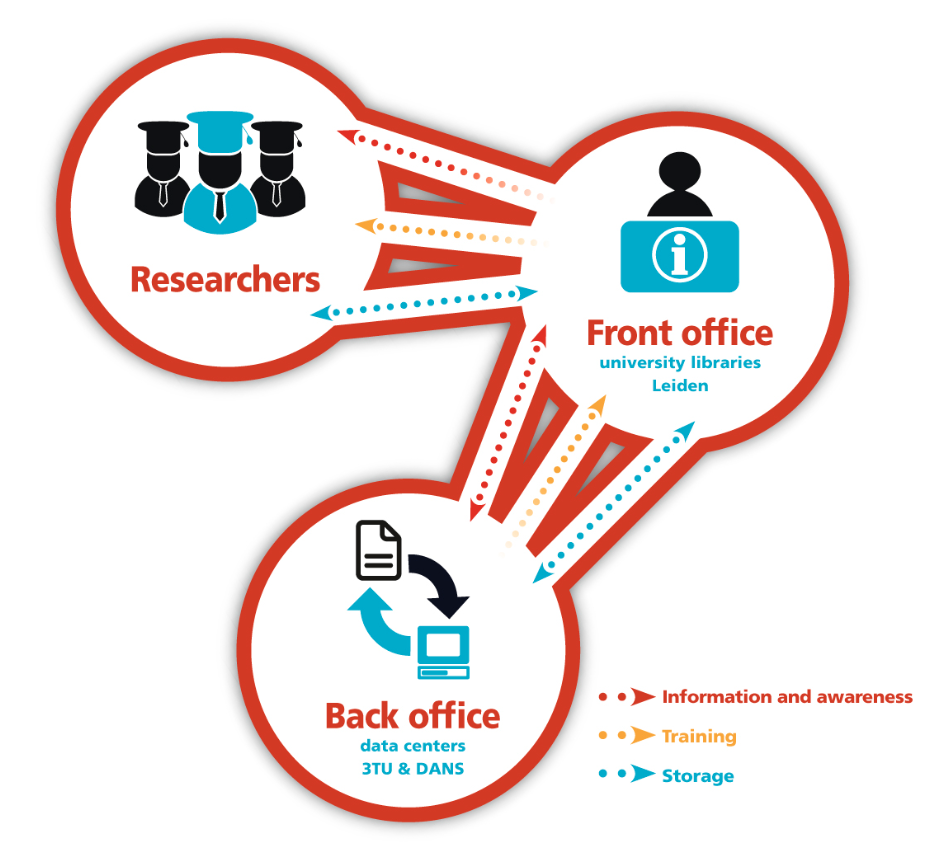 Researchers
Front office
university libraries
Leiden
Back office
data centers
3TU & DANS
Information and awareness
Training
Storage